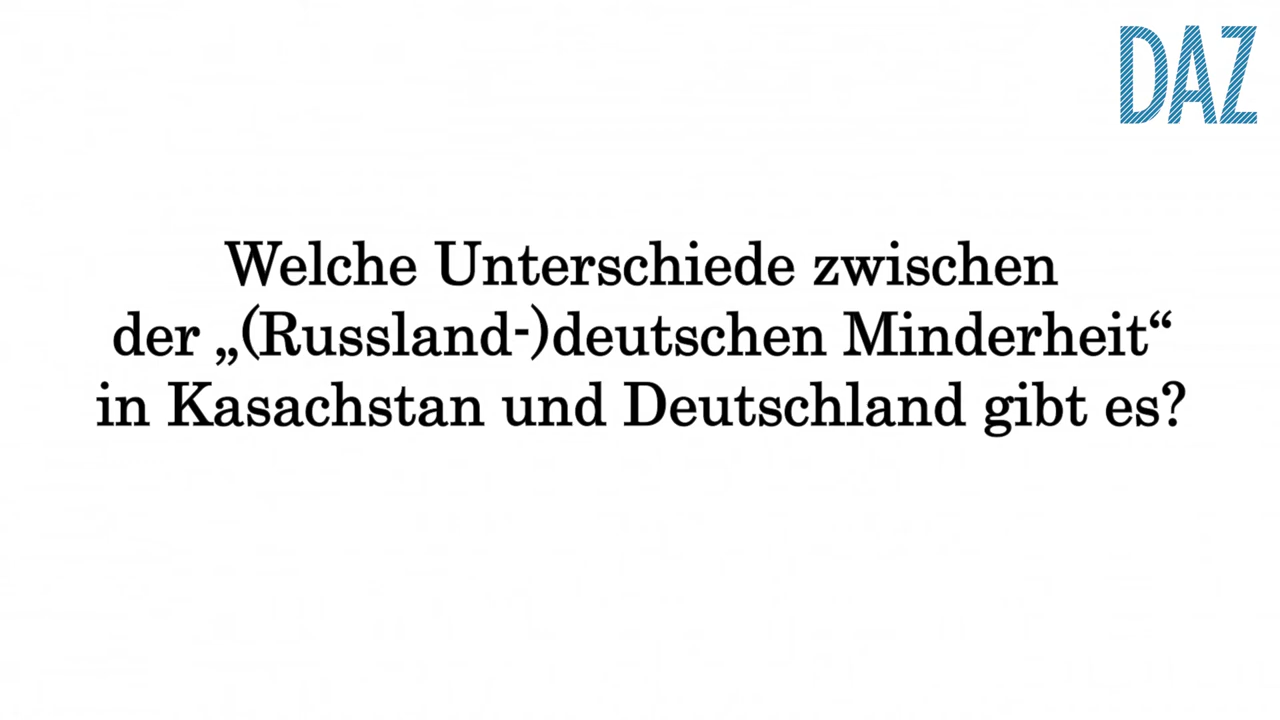 DAZ
Welche Unterschiede zwischen
der „(Russland-)deutschen Minderheit“
in Kasachstan und Deutschland gibt es?